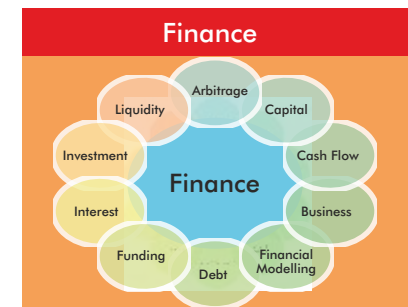 Finance
Arbitrage
Capital
Cash Flow
Business
Financial
Modelling
Debt
Funding
Interest
Investment
Liquidity
Finance